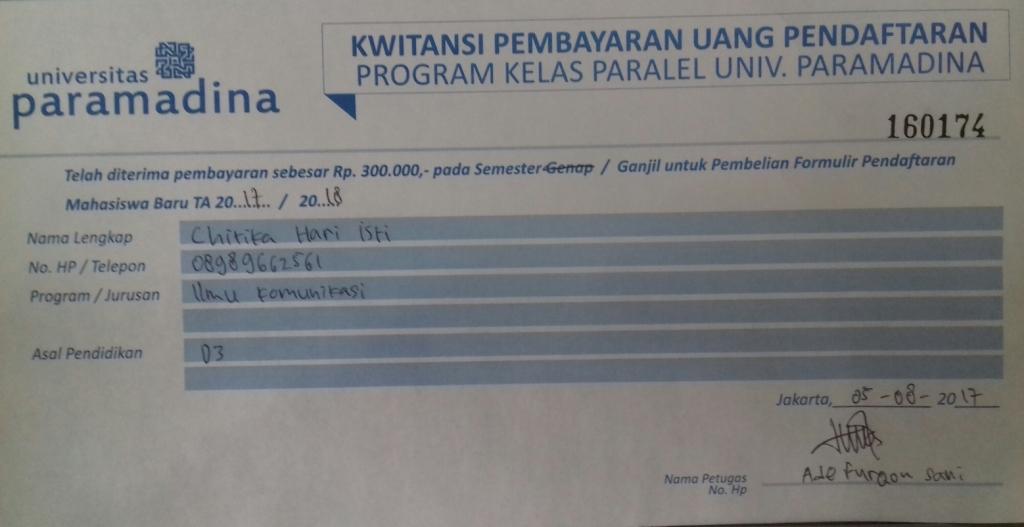 universitas
paramadina
KWITANSI PEMBAYARAN UANG PENDAFTARAN
PROGRAM KELAS PARALEL UNIV. PARAMADINA
160174
Telah diterima pembayaran sebesar Rp. 300.000,- pada Semester Genap / Ganjil untuk Pembelian Formulir Pendaftaran
Mahasiswa Baru TA 20..17.. / 20..18
Nama Lengkap Chitika Hari isti
No. HP / Telepon 08989662561
Program / Jurusan Ilmu komunikasi
Asal Pendidikan D3
Jakarta, 05-08-2017
Ade Furqon Sani
Nama Petugas
No. Hp